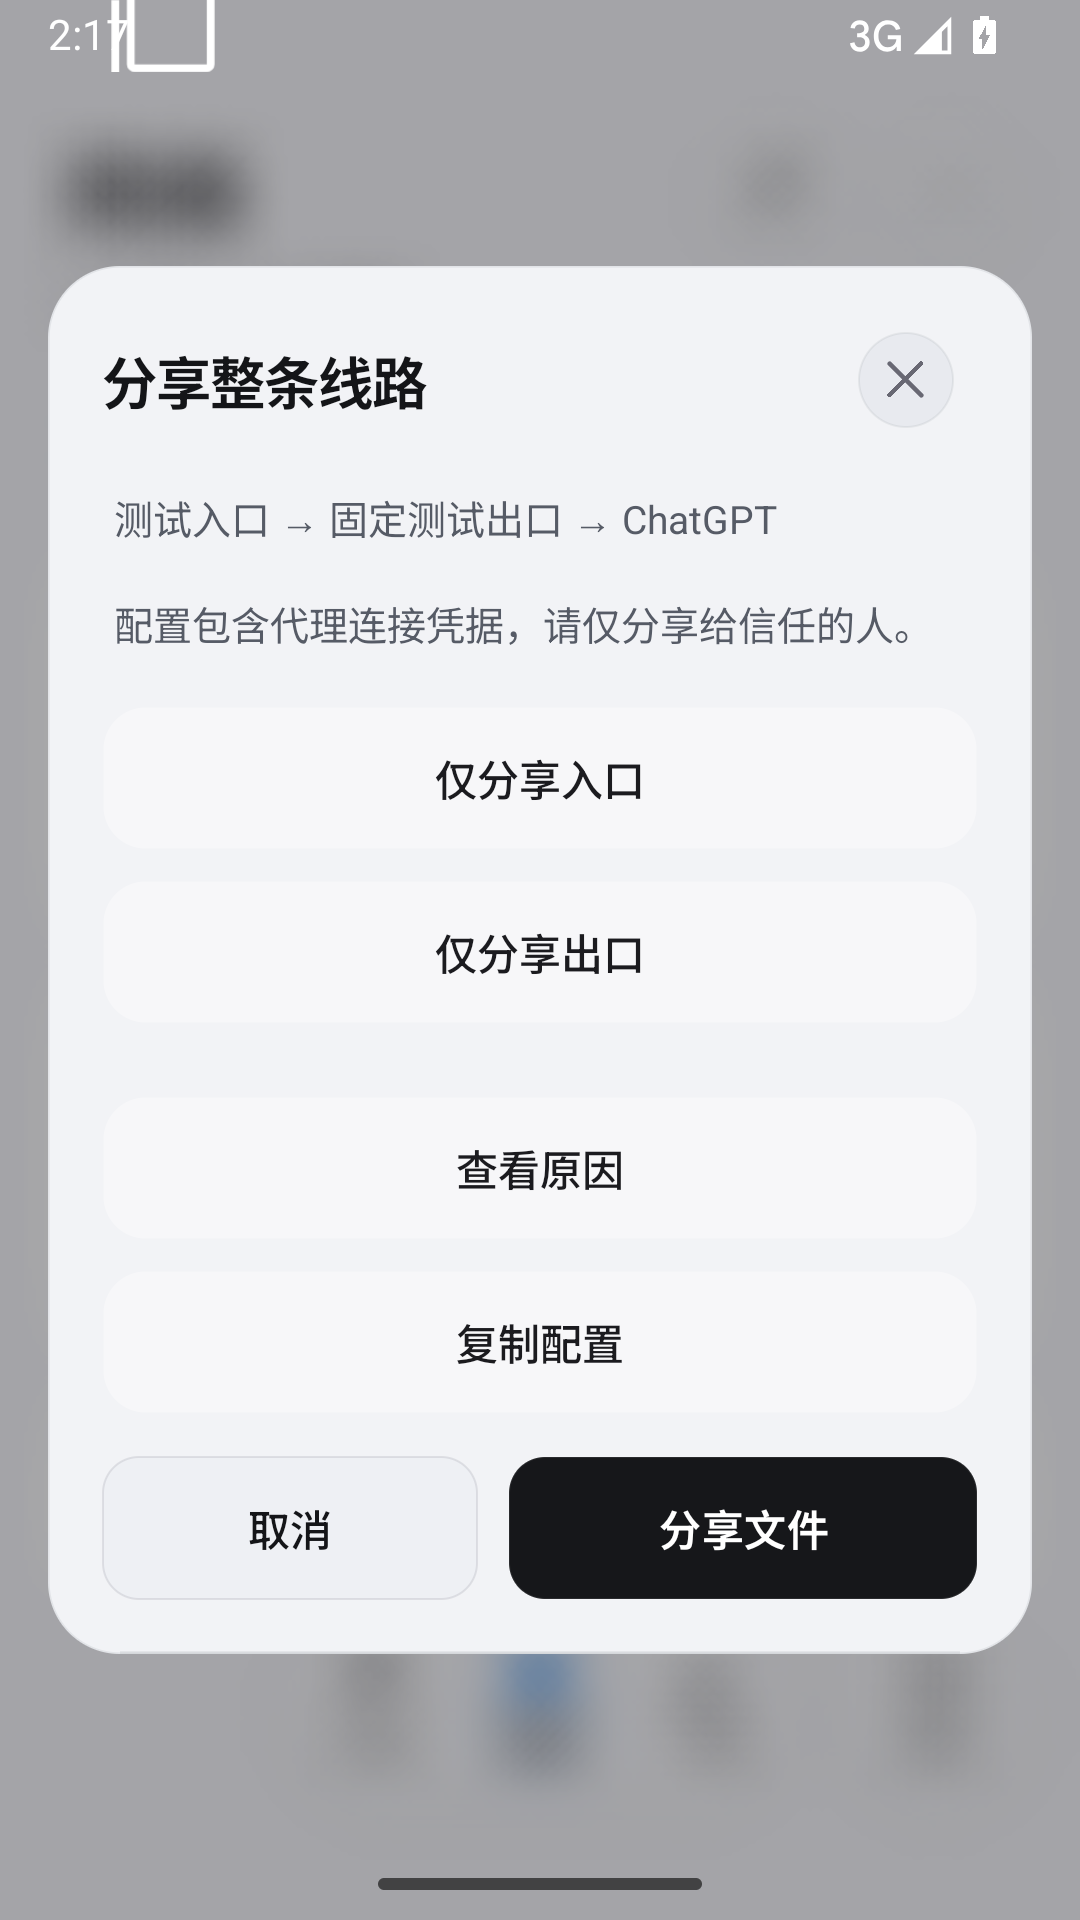 2:17
3G
分享整条线路
测试入口 → 固定测试出口 → ChatGPT
配置包含代理连接凭据，请仅分享给信任的人。
仅分享入口
仅分享出口
查看原因
复制配置
取消
分享文件